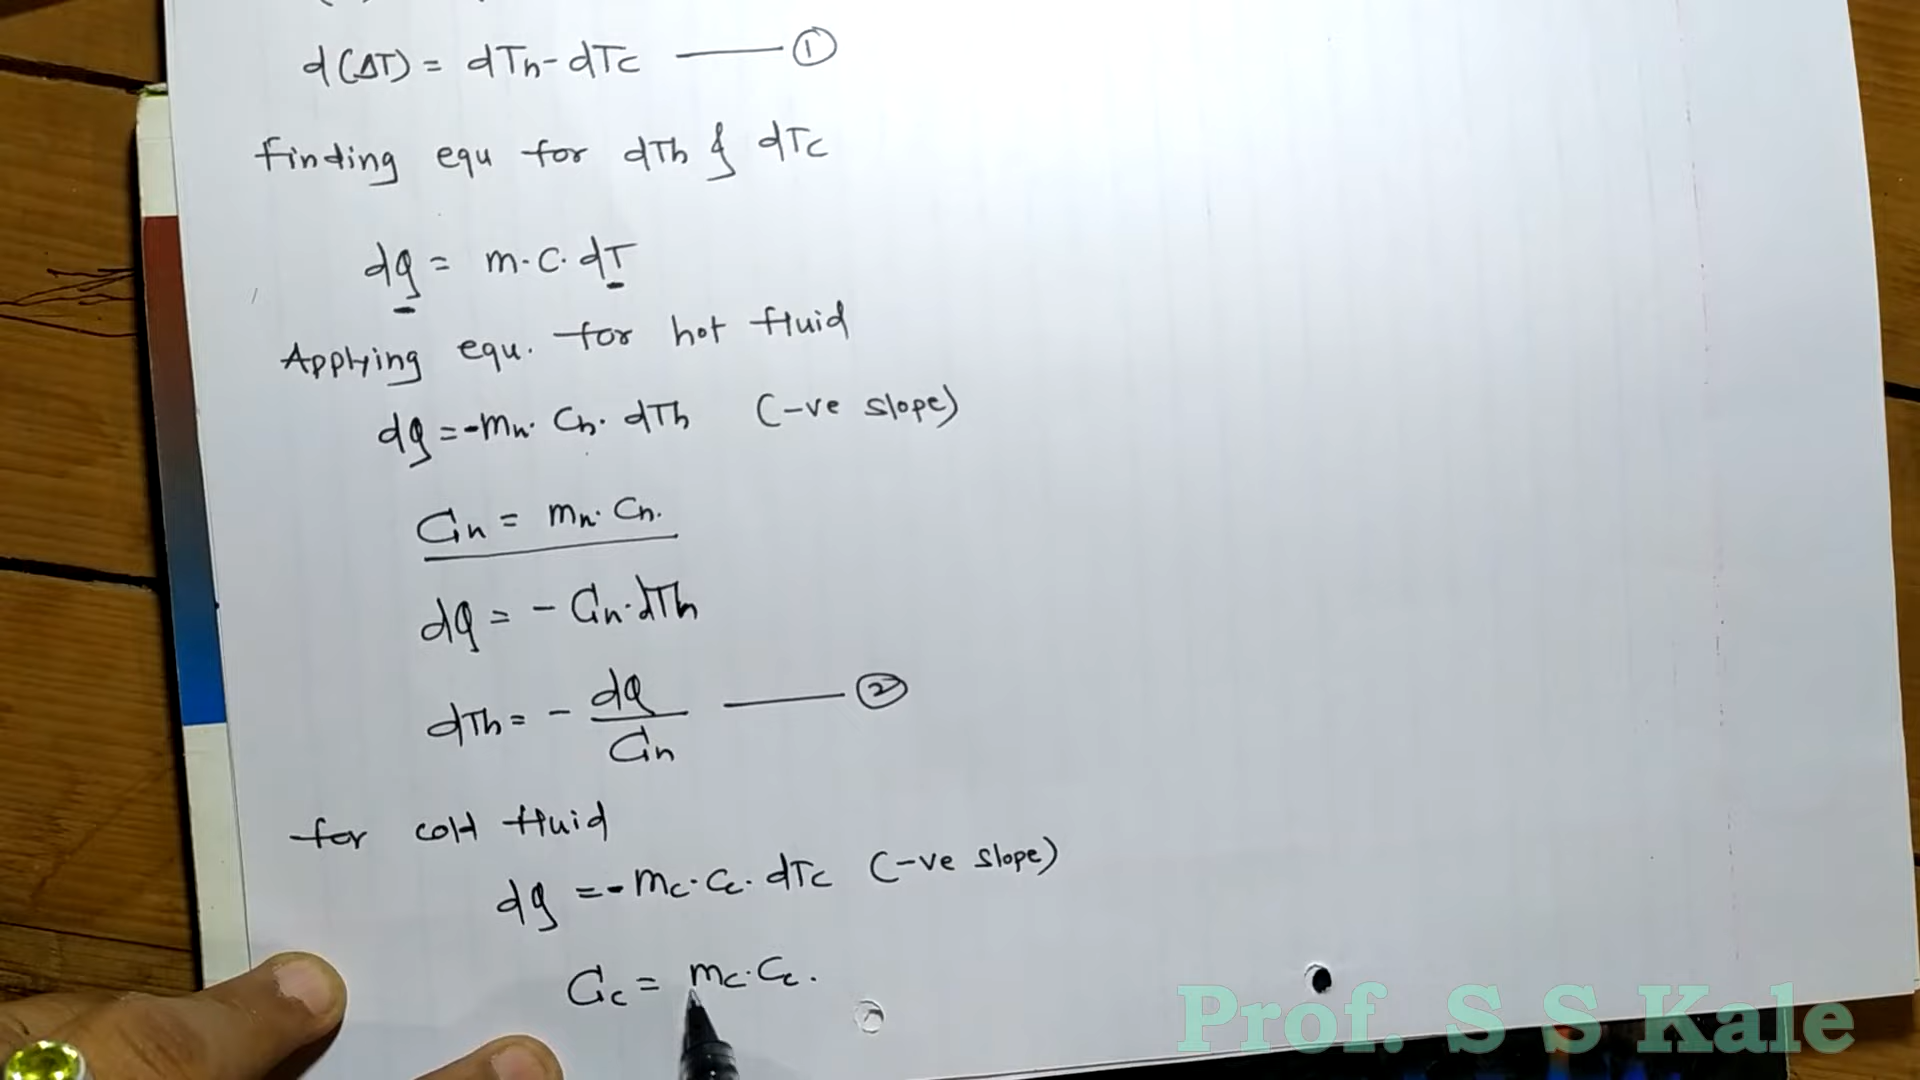 d(ΔT) = dTh - dTc —— ①
Finding equ for dTh & dTc
dq = m·c·dT
Applying equ. for hot fluid
dq = -mh· Ch· dTh (-ve slope)
Ch = mh· Ch.
dq = - Ch·dTh
dTh = - dq / Ch —— ②
for cold fluid
dq = - mc· Cc· dTc (-ve slope)
Cc = mc· Cc.
Prof. S S Kale